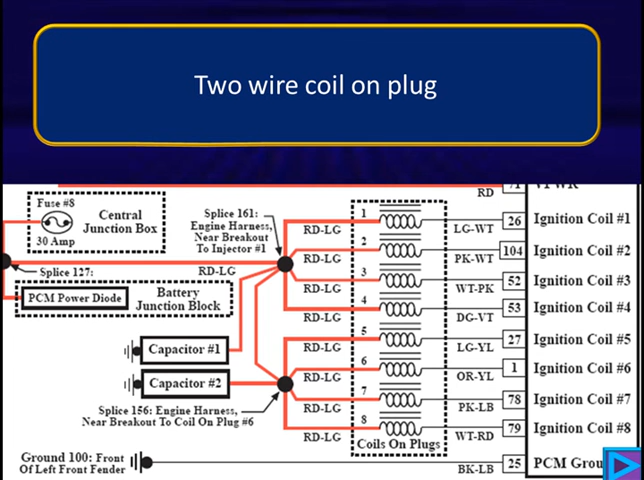 Two wire coil on plug
RD
71
VPWR
Fuse #8
30 Amp
Central
Junction Box
Splice 161:
Engine Harness,
Near Breakout
To Injector #1
Splice 127:
RD-LG
PCM Power Diode
Battery
Junction Block
Capacitor #1
Capacitor #2
Splice 156: Engine Harness,
Near Breakout To Coil On Plug #6
1
RD-LG
LG-WT
26
Ignition Coil #1
2
RD-LG
PK-WT
104
Ignition Coil #2
3
RD-LG
WT-PK
52
Ignition Coil #3
4
RD-LG
DG-VT
53
Ignition Coil #4
5
RD-LG
LG-YL
27
Ignition Coil #5
6
RD-LG
OR-YL
1
Ignition Coil #6
7
RD-LG
PK-LB
78
Ignition Coil #7
8
RD-LG
WT-RD
79
Ignition Coil #8
Coils On Plugs
Ground 100: Front
Of Left Front Fender
BK-LB
25
PCM Grou